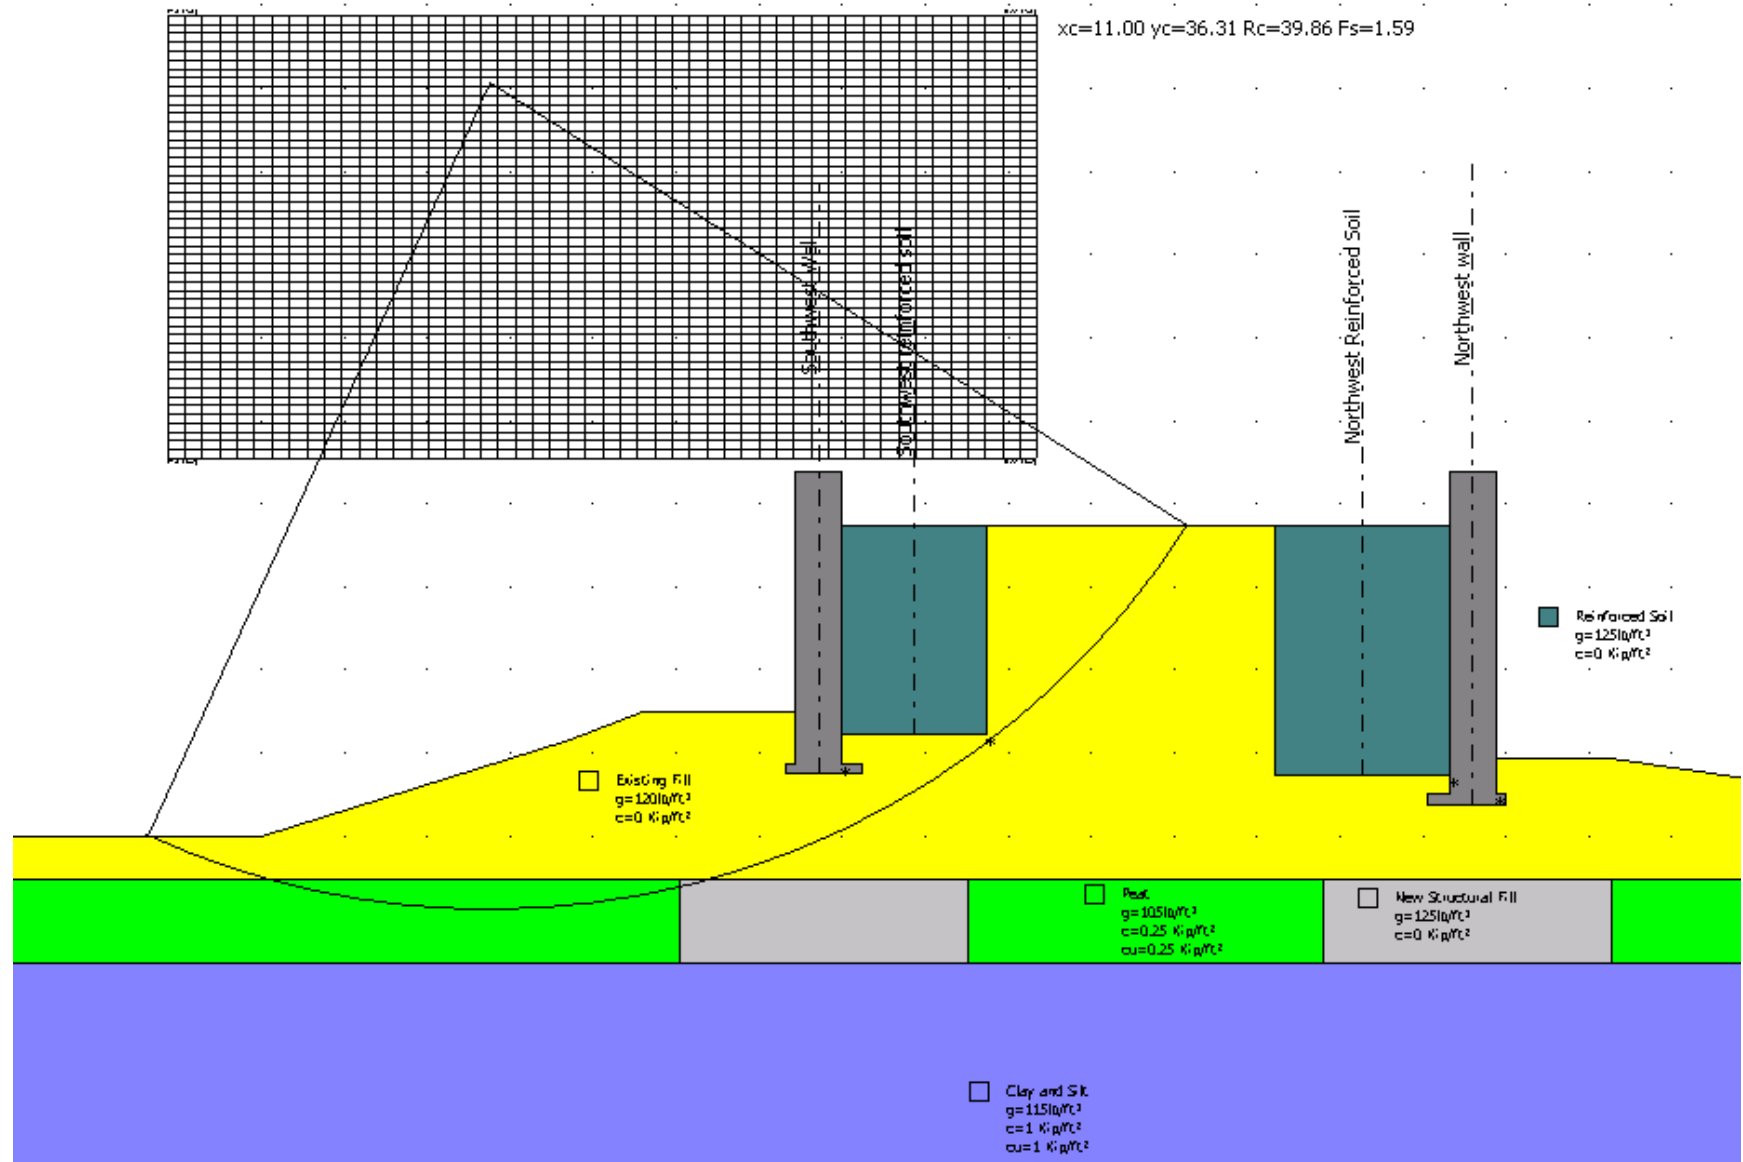 xc=11.00 yc=36.31 Rc=39.86 Fs=1.59
Southwest wall
Southwest reinforced soil
Northwest Reinforced Soil
Northwest wall
Reinforced Soil
g=125lb/ft³
c=0 Kip/ft²
Existing Fill
g=120lb/ft³
c=0 Kip/ft²
Peat
g=105lb/ft³
c=0.25 Kip/ft²
cu=0.25 Kip/ft²
New Structural Fill
g=125lb/ft³
c=0 Kip/ft²
Clay and Silt
g=115lb/ft³
c=1 Kip/ft²
cu=1 Kip/ft²